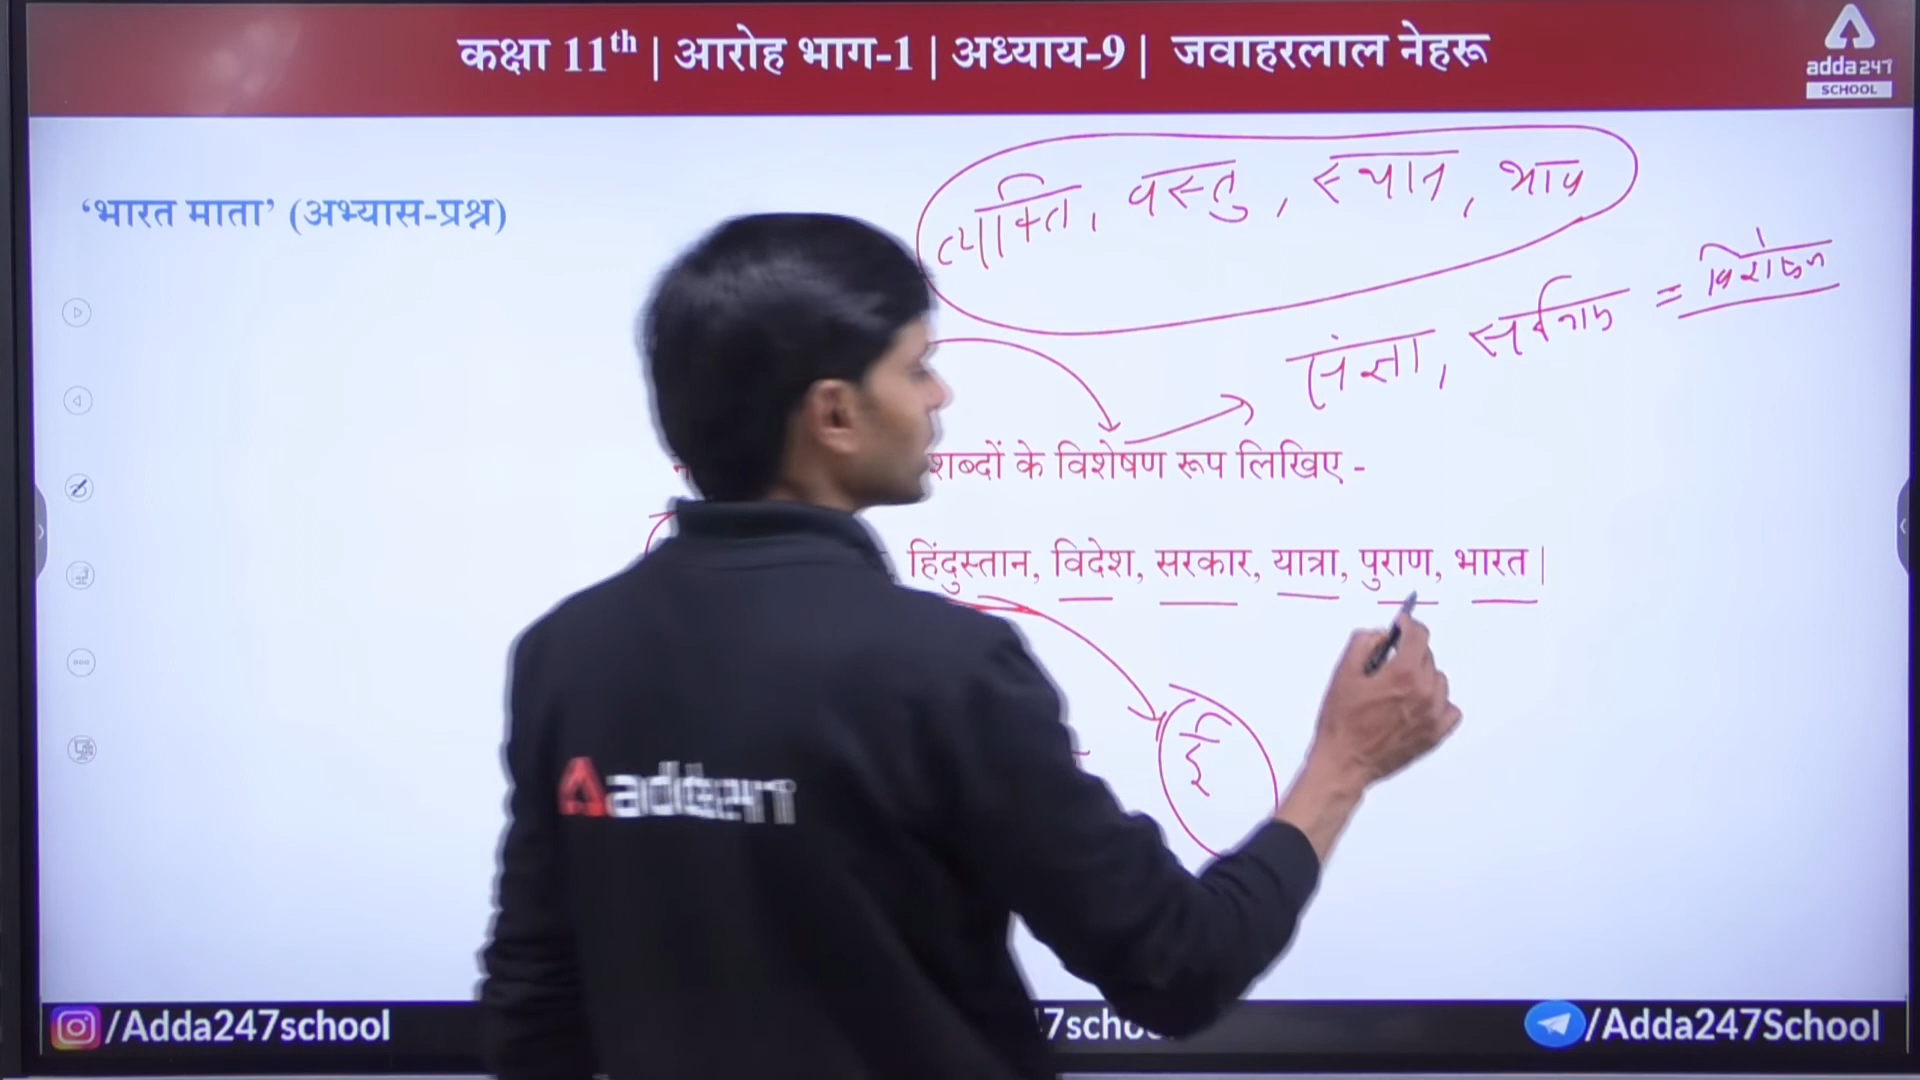 कक्षा 11th | आरोह भाग-1 | अध्याय-9 | जवाहरलाल नेहरू
adda247
SCHOOL
‘भारत माता’ (अभ्यास-प्रश्न)
व्यक्ति, वस्तु, स्थान, भाव
संज्ञा, सर्वनाम = विशेषण
शब्दों के विशेषण रूप लिखिए -
हिंदुस्तान, विदेश, सरकार, यात्रा, पुराण, भारत |
ई
adda247
/Adda247school
/Adda247School